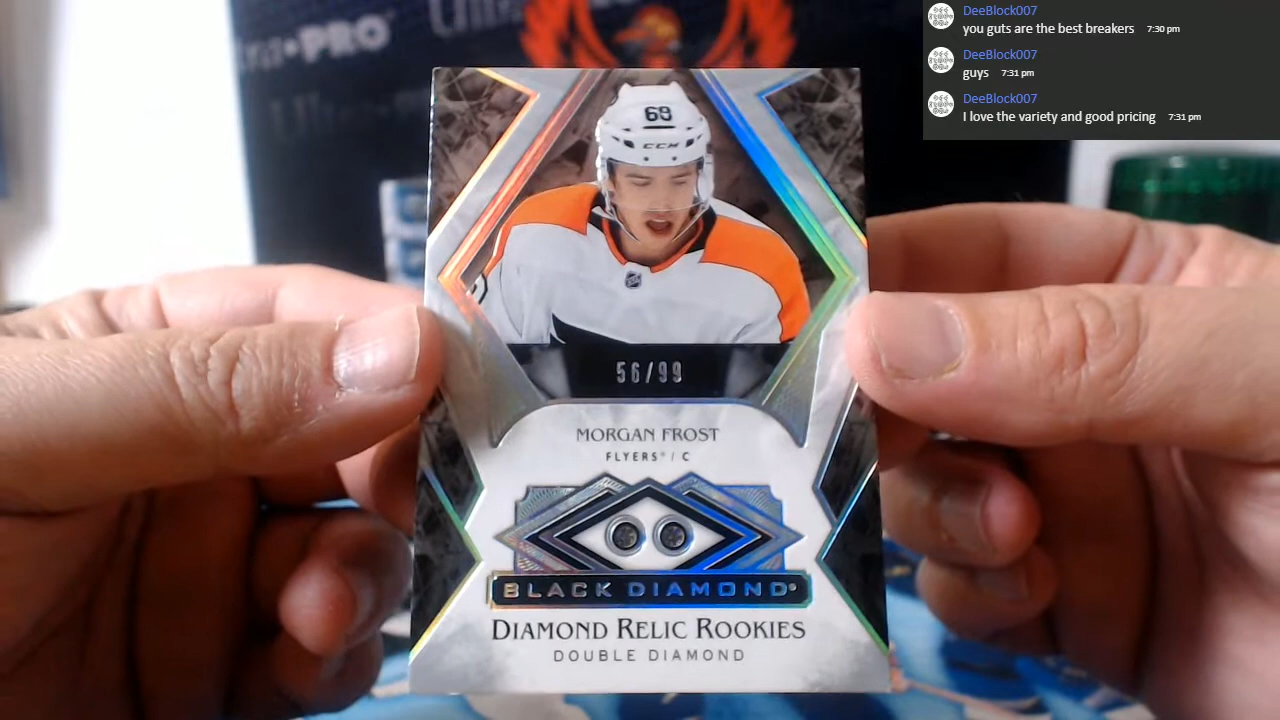 DeeBlock007
you guts are the best breakers 7:30 pm
DeeBlock007
guys 7:31 pm
DeeBlock007
I love the variety and good pricing 7:31 pm
PRO
69
CCM
56/99
MORGAN FROST
FLYERS® / C
BLACK DIAMOND®
DIAMOND RELIC ROOKIES
DOUBLE DIAMOND